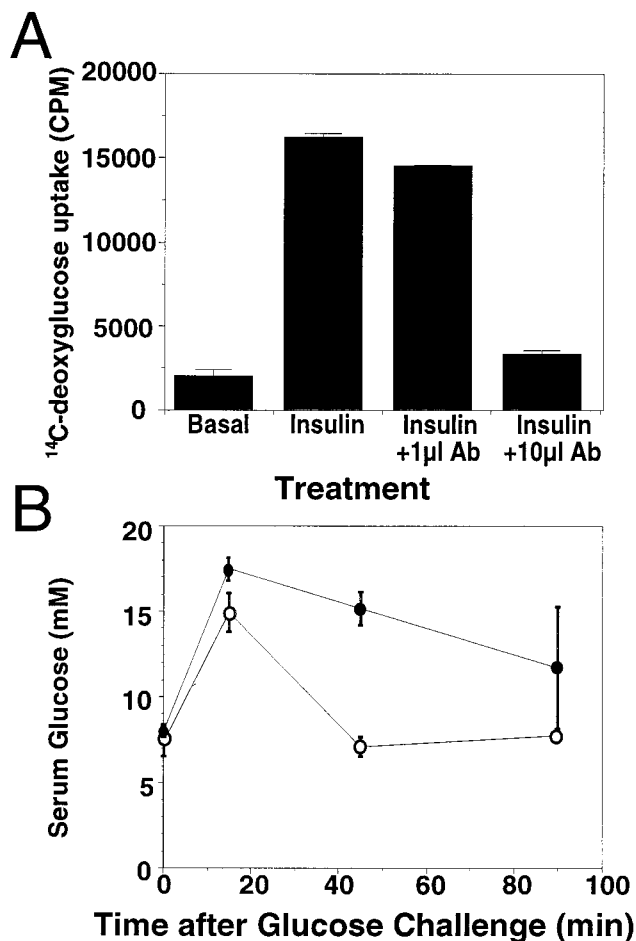 A
¹⁴C-deoxyglucose uptake (CPM)
20000
15000
10000
5000
0
Basal
Insulin
Insulin
+1µl Ab
Insulin
+10µl Ab
Treatment
B
Serum Glucose (mM)
20
15
10
5
0
0
20
40
60
80
100
Time after Glucose Challenge (min)